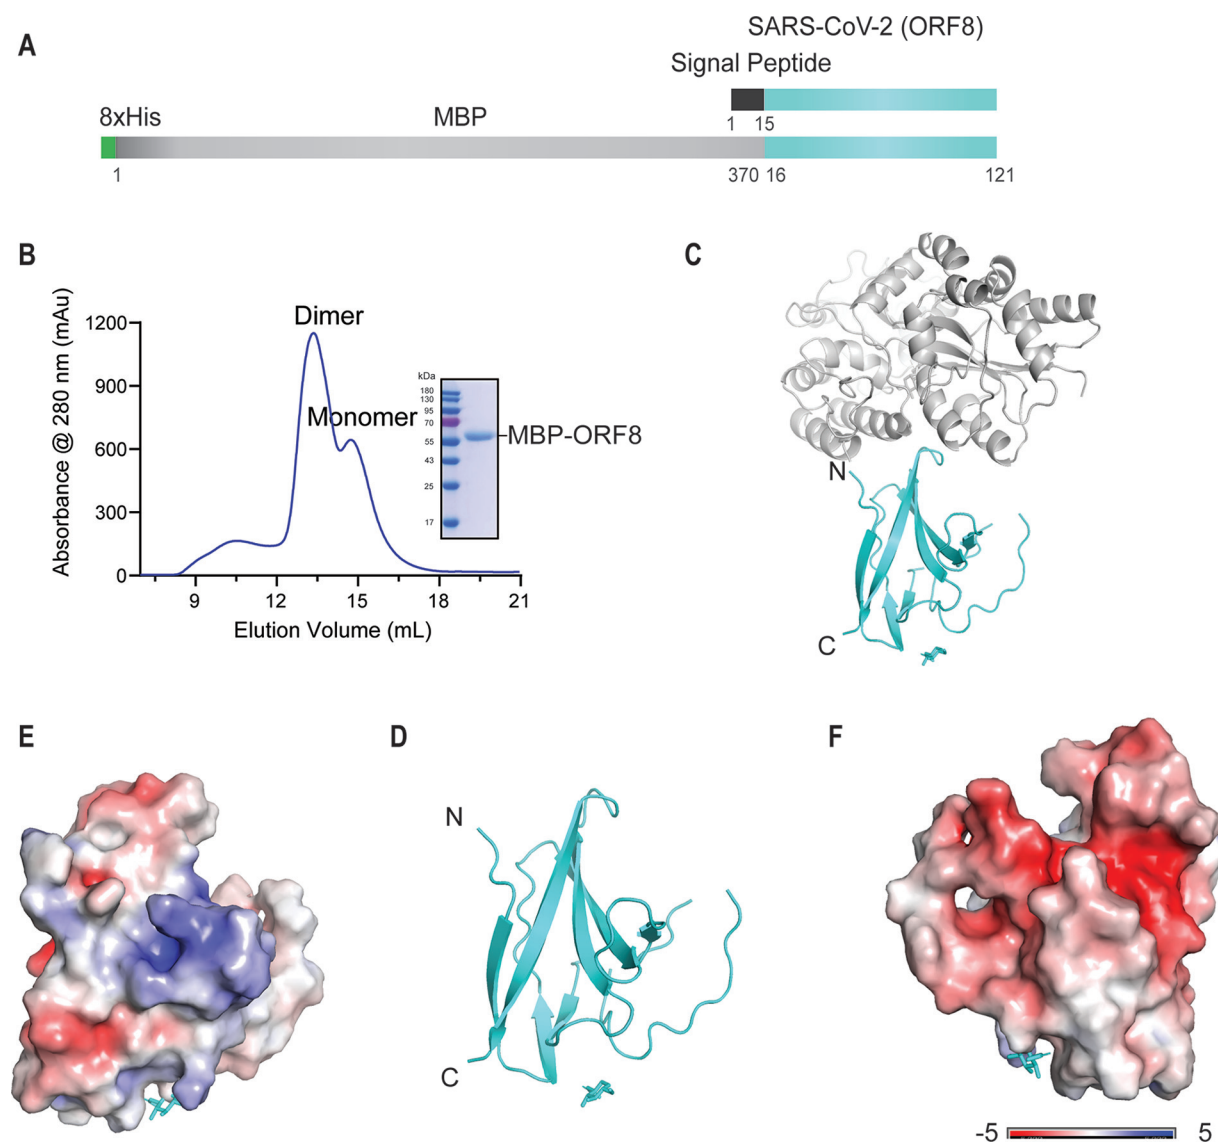 A
SARS-CoV-2 (ORF8)
Signal Peptide
8xHis
MBP
1 15
1
370 16
121
B
Absorbance @ 280 nm (mAu)
1200
900
600
300
0
9
12
15
18
21
Elution Volume (mL)
Dimer
Monomer
kDa
180
130
95
70
55
43
25
17
MBP-ORF8
C
N
C
E
D
N
C
F
-5
5